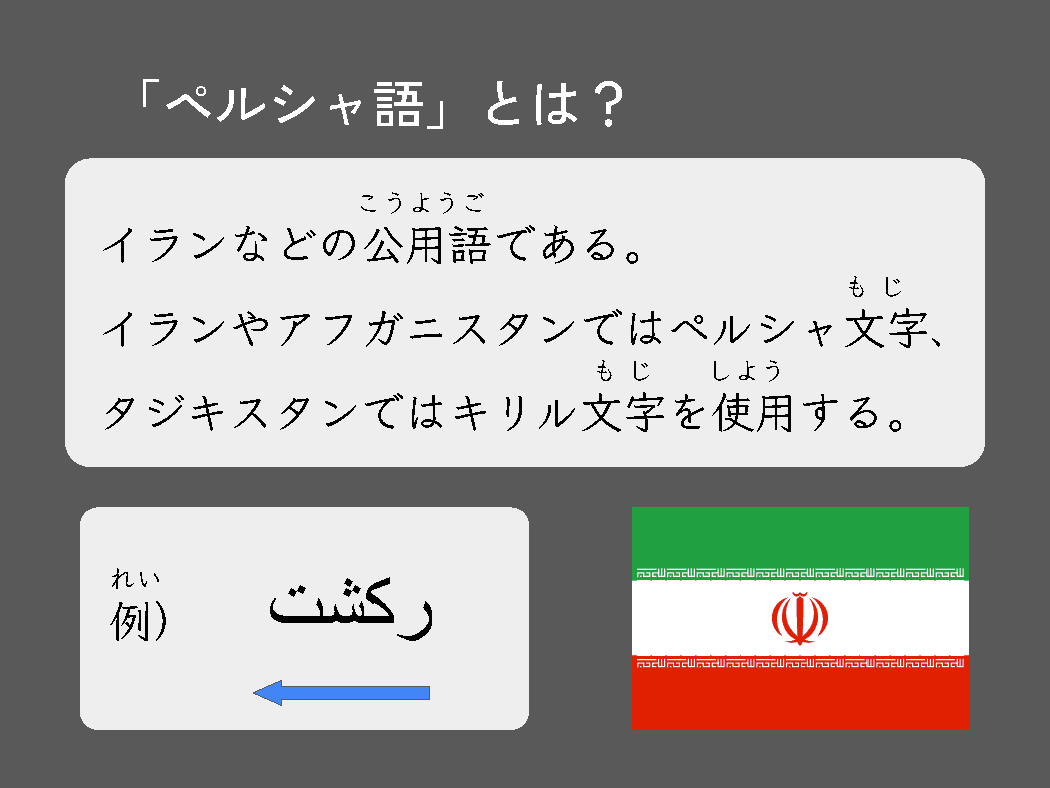 「ペルシャ語」とは？
こうようご
イランなどの公用語である。
もじ
イランやアフガニスタンではペルシャ文字、
もじ しよう
タジキスタンではキリル文字を使用する。
れい
例)
رکشت